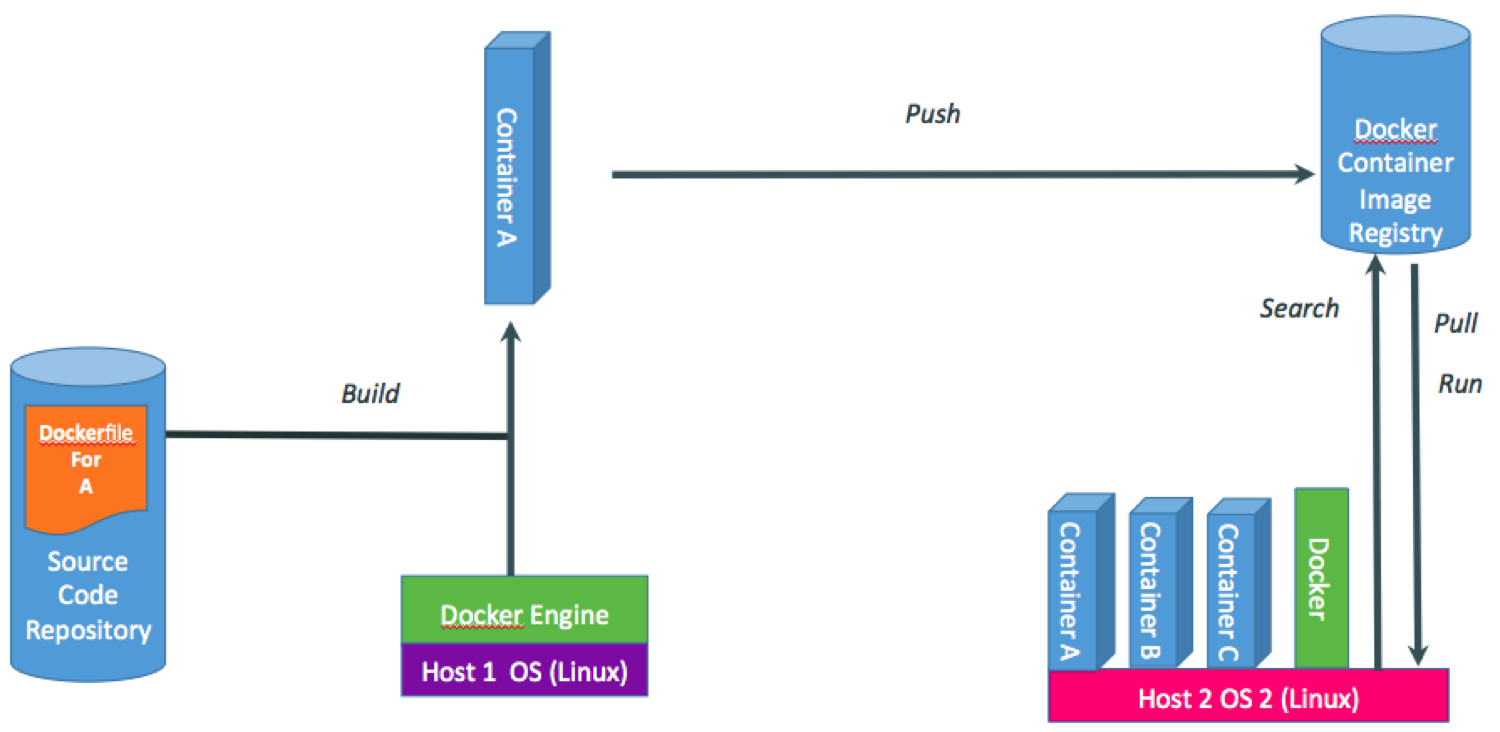 Container A
Push
Docker
Container
Image
Registry
Search
Pull
Run
Build
Dockerfile
For
A
Source
Code
Repository
Docker Engine
Host 1 OS (Linux)
Container A
Container B
Container C
Docker
Host 2 OS 2 (Linux)